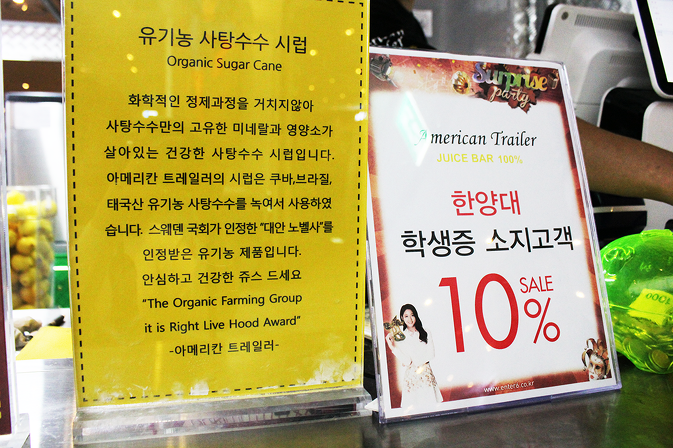 유기농 사탕수수 시럽
Organic Sugar Cane
화학적인 정제과정을 거치지않아
사탕수수만의 고유한 미네랄과 영양소가
살아있는 건강한 사탕수수 시럽입니다.
아메리칸 트레일러의 시럽은 쿠바,브라질,
태국산 유기농 사탕수수를 녹여서 사용하였
습니다. 스웨덴 국회가 인정한 "대안 노벨사"를
인정받은 유기농 제품입니다.
안심하고 건강한 쥬스 드세요
"The Organic Farming Group
it is Right Live Hood Award"
-아메리칸 트레일러-
Surprise
party
American Trailer
JUICE BAR 100%
한양대
학생증 소지고객
10% SALE
www.entero.co.kr
1000